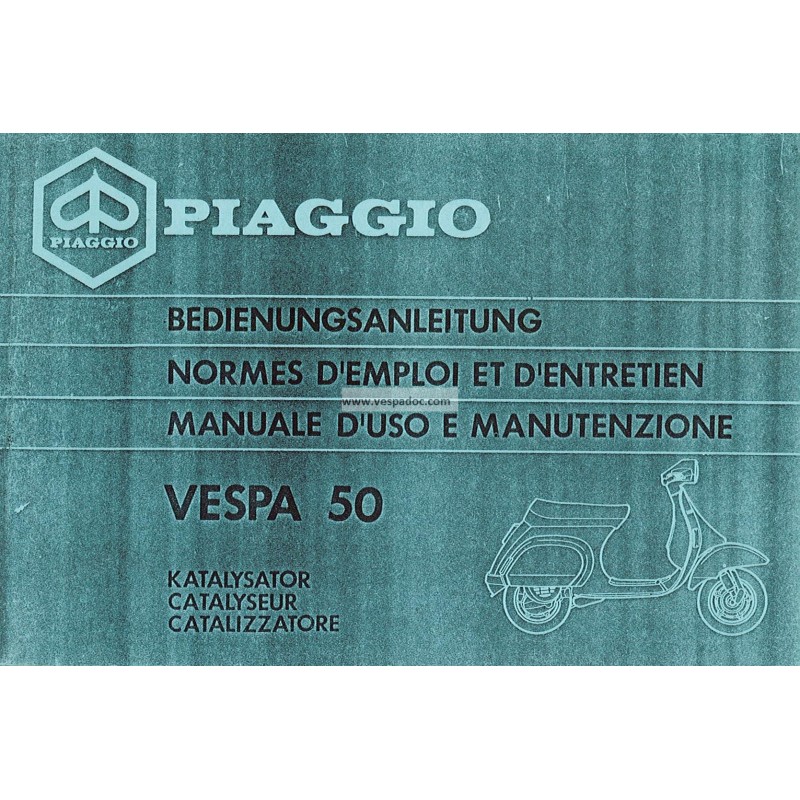 PIAGGIO
PIAGGIO
BEDIENUNGSANLEITUNG
NORMES D'EMPLOI ET D'ENTRETIEN
www.vespadoc.com
MANUALE D'USO E MANUTENZIONE
VESPA 50
KATALYSATOR
CATALYSEUR
CATALIZZATORE